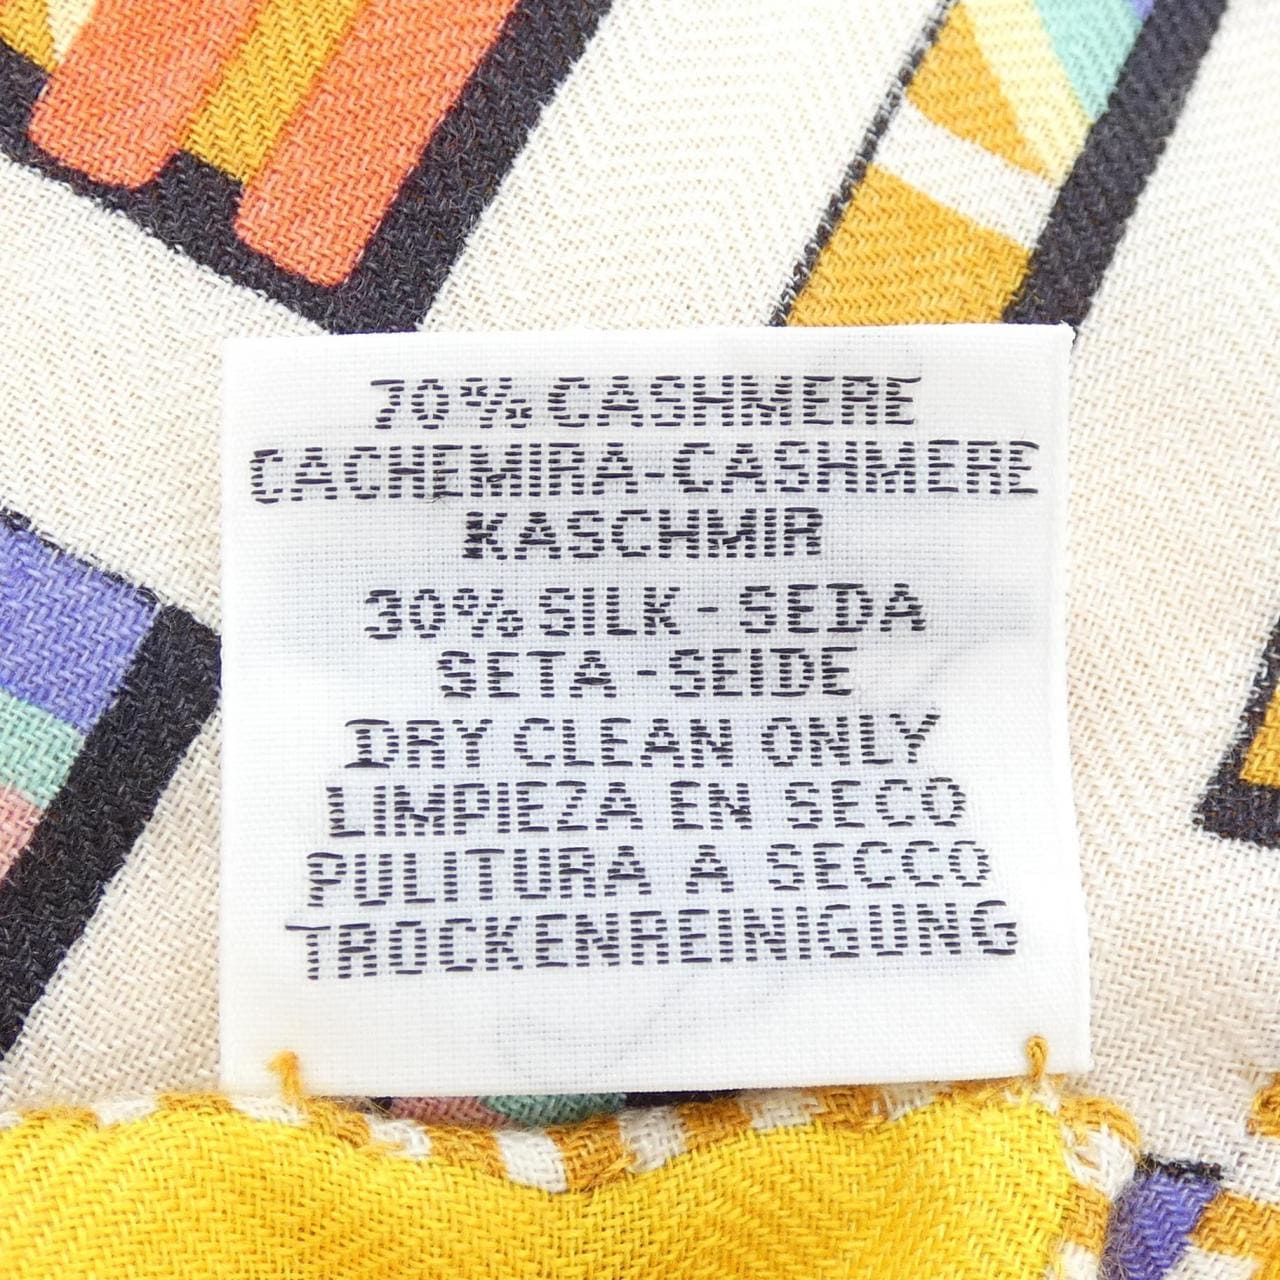 70% CASHMERE
CACHEMIRA-CASHMERE
KASCHMIR
30% SILK - SEDA
SETA - SEIDE
DRY CLEAN ONLY
LIMPIEZA EN SECO
PULITURA A SECCO
TROCKENREINIGUNG